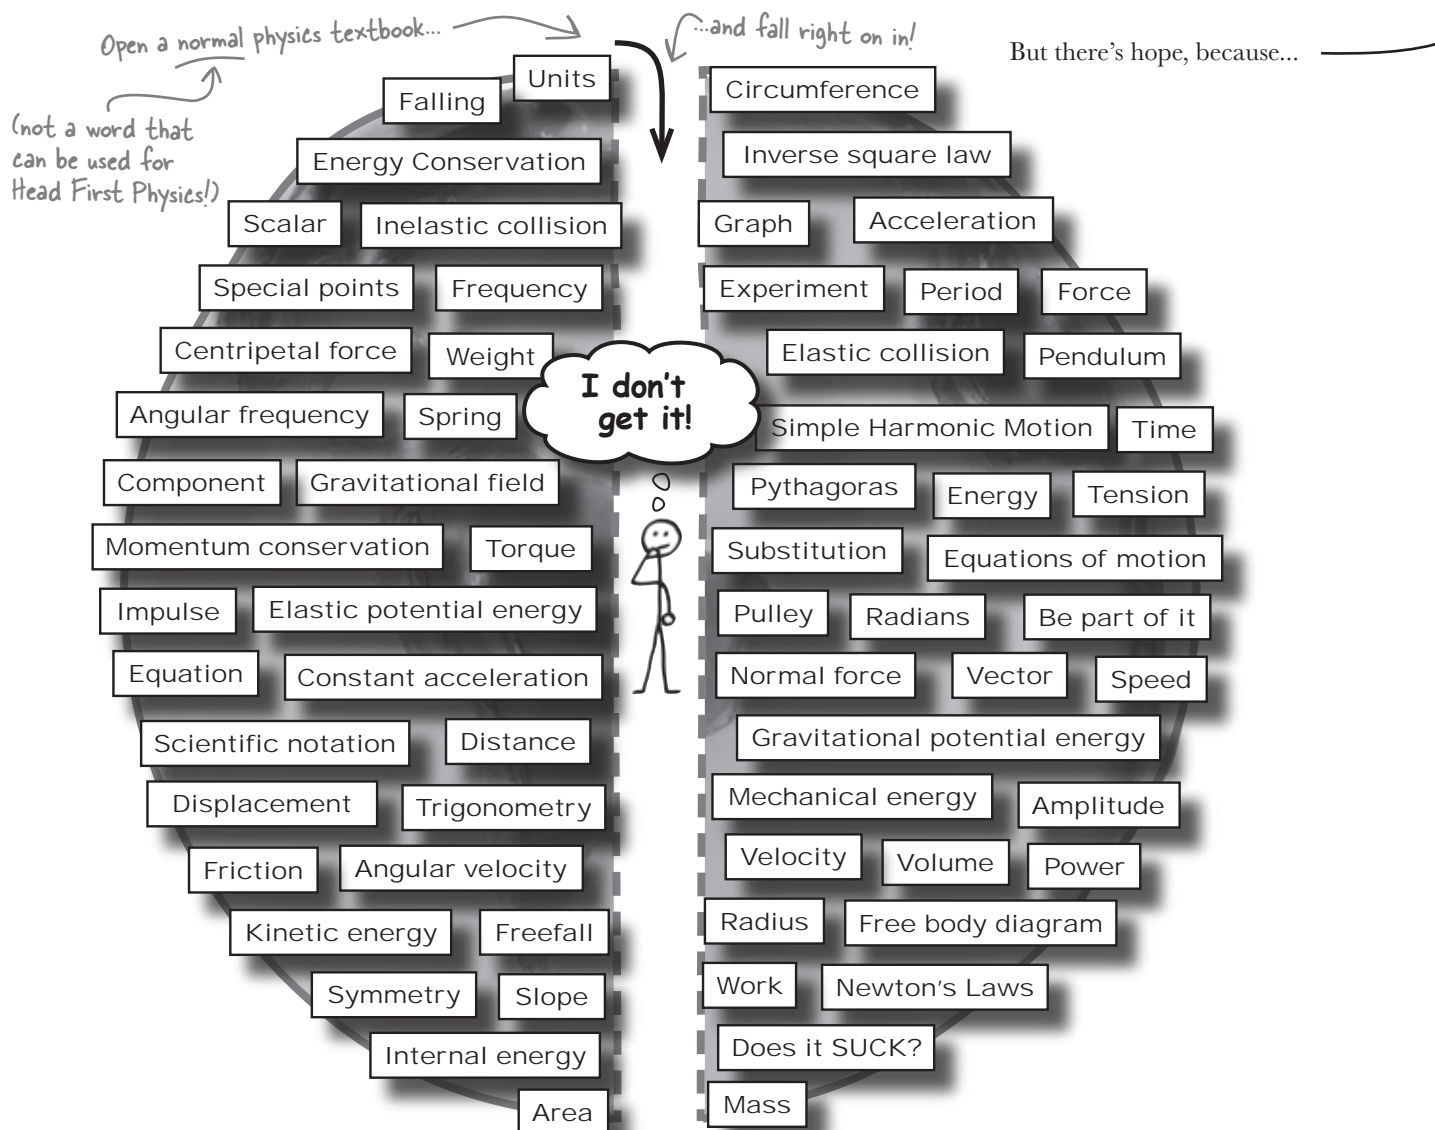 Open a normal physics textbook...
...and fall right on in!
But there's hope, because...
(not a word that
can be used for
Head First Physics!)
Units
Falling
Energy Conservation
Scalar
Inelastic collision
Special points
Frequency
Centripetal force
Weight
Angular frequency
Spring
Component
Gravitational field
Momentum conservation
Torque
Impulse
Elastic potential energy
Equation
Constant acceleration
Scientific notation
Distance
Displacement
Trigonometry
Friction
Angular velocity
Kinetic energy
Freefall
Symmetry
Slope
Internal energy
Area
I don't
get it!
Circumference
Inverse square law
Graph
Acceleration
Experiment
Period
Force
Elastic collision
Pendulum
Simple Harmonic Motion
Time
Pythagoras
Energy
Tension
Substitution
Equations of motion
Pulley
Radians
Be part of it
Normal force
Vector
Speed
Gravitational potential energy
Mechanical energy
Amplitude
Velocity
Volume
Power
Radius
Free body diagram
Work
Newton's Laws
Does it SUCK?
Mass